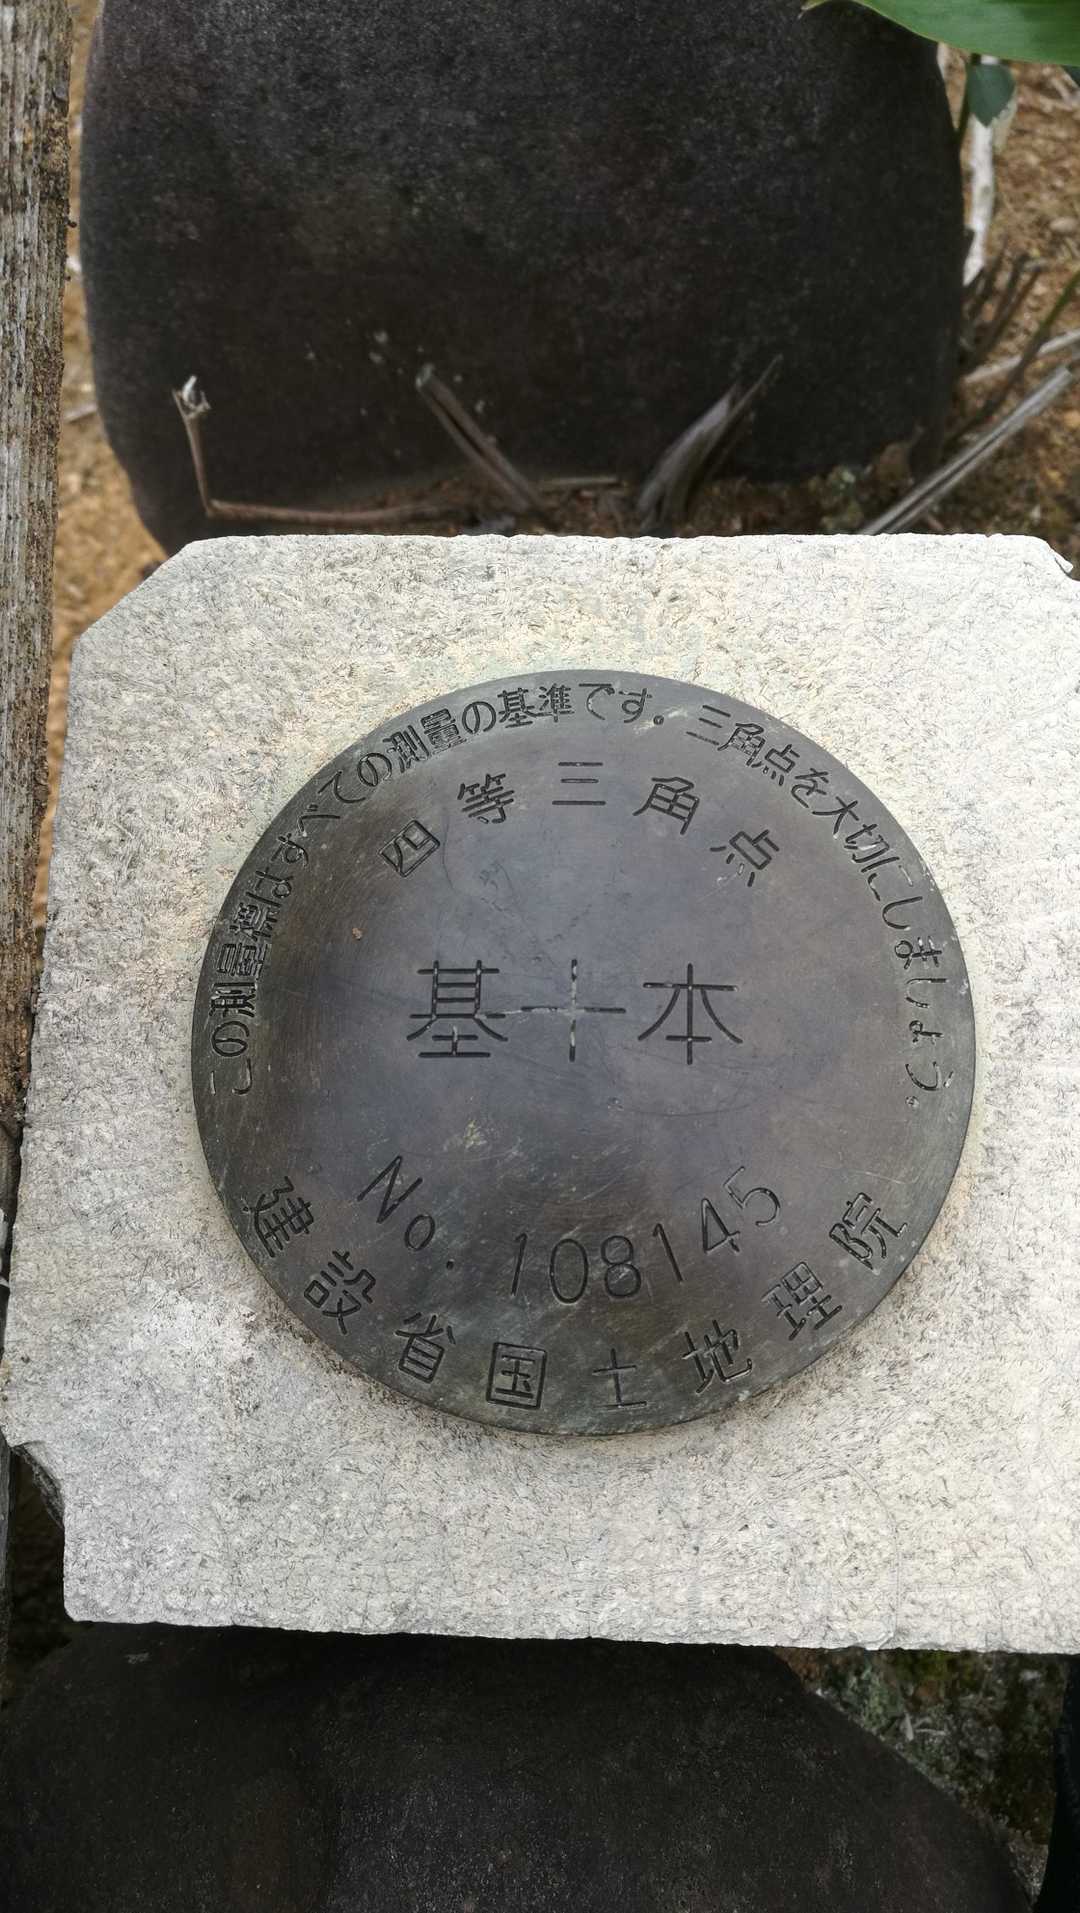 この測量標はすべての測量の基準です。三角点を大切にしましょう。
四等三角点
基本
No. 108145
建設省国土地理院